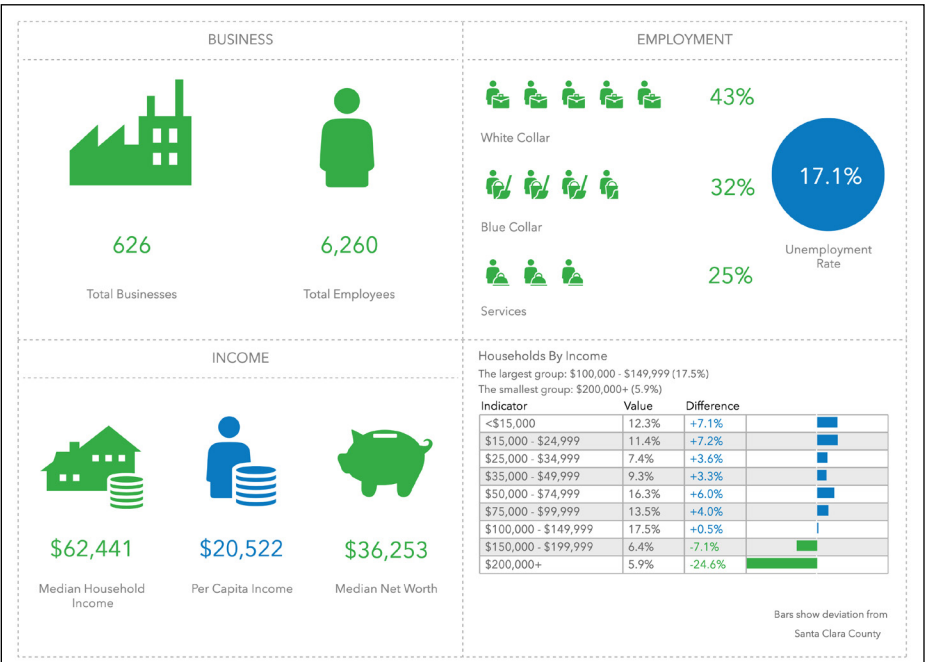 BUSINESS
626
6,260
Total Businesses
Total Employees
EMPLOYMENT
43%
White Collar
32%
Blue Collar
25%
Services
17.1%
Unemployment
Rate
INCOME
$62,441
$20,522
$36,253
Median Household
Income
Per Capita Income
Median Net Worth
Households By Income
The largest group: $100,000 - $149,999 (17.5%)
The smallest group: $200,000+ (5.9%)
Indicator Value Difference
<$15,000 12.3% +7.1%
$15,000 - $24,999 11.4% +7.2%
$25,000 - $34,999 7.4% +3.6%
$35,000 - $49,999 9.3% +3.3%
$50,000 - $74,999 16.3% +6.0%
$75,000 - $99,999 13.5% +4.0%
$100,000 - $149,999 17.5% +0.5%
$150,000 - $199,999 6.4% -7.1%
$200,000+ 5.9% -24.6%
Bars show deviation from
Santa Clara County